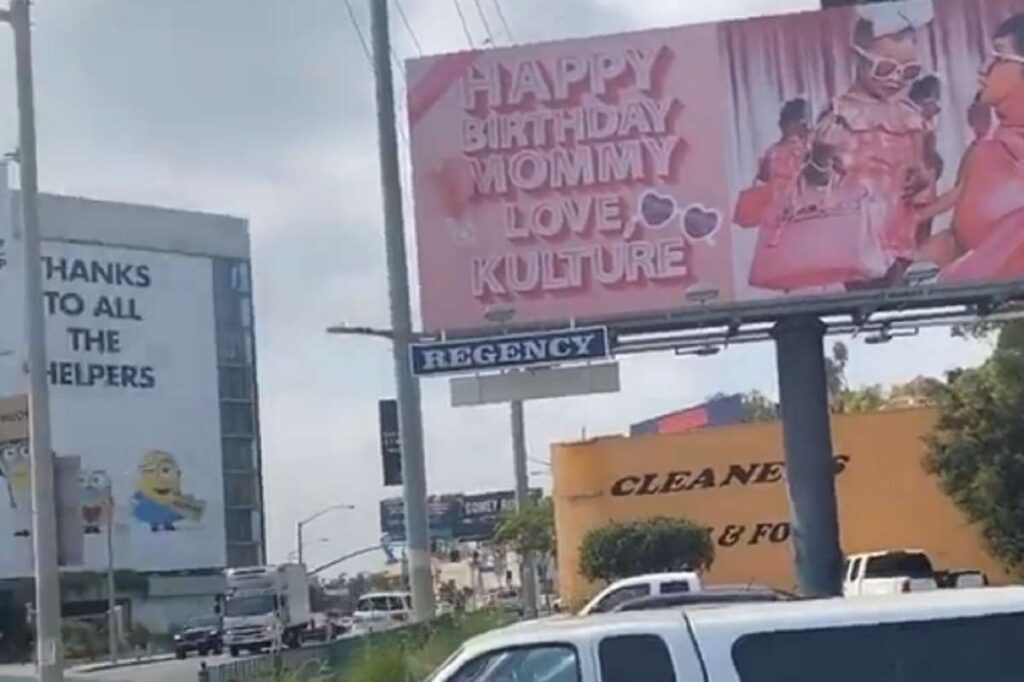 THANKS
TO ALL
THE
HELPERS
HAPPY
BIRTHDAY
MOMMY
LOVE,
KULTURE
REGENCY
CLEANERS
& FO